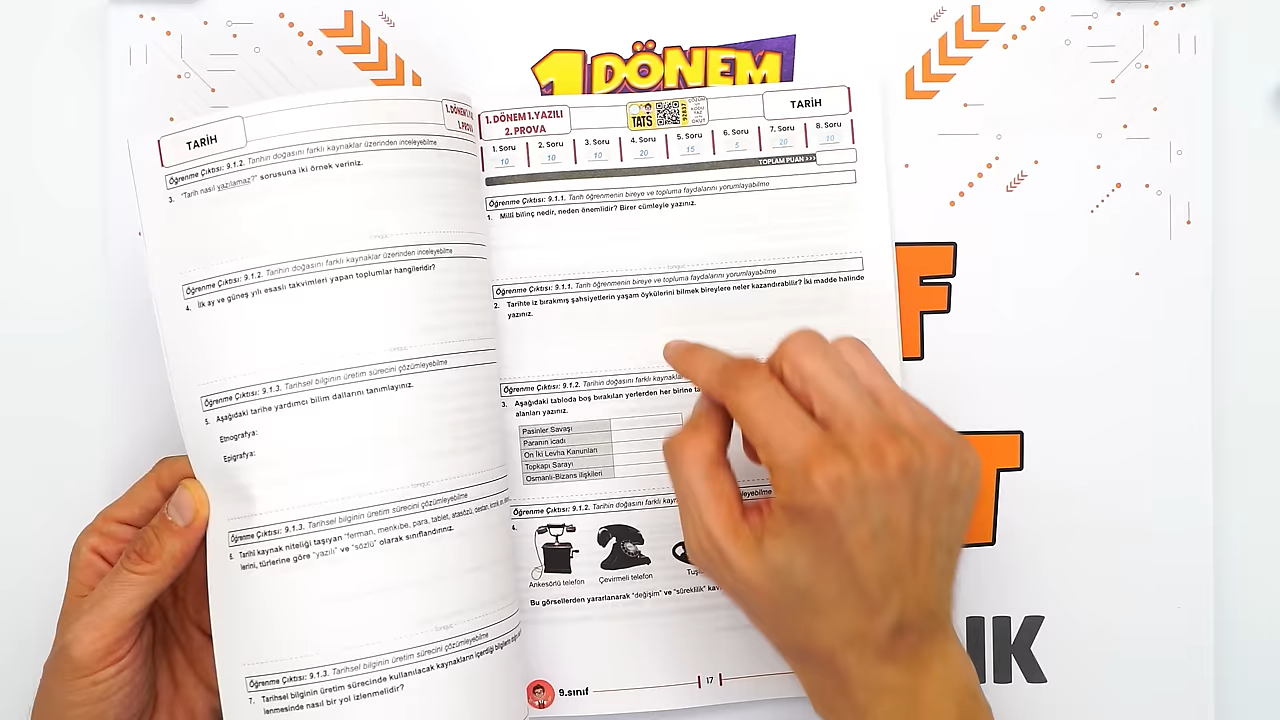 1 DÖNEM
TARİH
1.DÖNEM
Öğrenme Çıktısı: 9.1.2. Tarihin doğasını farklı kaynaklar üzerinden inceleyebilme
3. "Tarih nasıl yazılamaz?" sorusuna iki örnek veriniz.
Öğrenme Çıktısı: 9.1.2. Tarihin doğasını farklı kaynaklar üzerinden inceleyebilme
4. İlk ay ve güneş yılı esaslı takvimleri yapan toplumlar hangileridir?
Öğrenme Çıktısı: 9.1.3. Tarihsel bilginin üretim sürecini çözümleyebilme
5. Aşağıdaki tarihe yardımcı bilim dallarını tanımlayınız.
Etnografya:
Epigrafya:
Öğrenme Çıktısı: 9.1.3. Tarihsel bilginin üretim sürecini çözümleyebilme
6. Tarihî kaynak niteliği taşıyan "ferman, menkıbe, para, tablet, atasözü, destan,
lerini, türlerine göre "yazılı" ve "sözlü" olarak sınıflandırınız.
Öğrenme Çıktısı: 9.1.3. Tarihsel bilginin üretim sürecini çözümleyebilme
7. Tarihsel bilginin üretim sürecinde kullanılacak kaynakların içerdiği bilgilerin
lenmesinde nasıl bir yol izlenmelidir?
1. DÖNEM 1. YAZILI
2. PROVA
TATS
TARİH
1. Soru 2. Soru 3. Soru 4. Soru 5. Soru 6. Soru 7. Soru 8. Soru
10 10 10 20 15 5 20 10
TOPLAM PUAN >>>
Öğrenme Çıktısı: 9.1.1. Tarih öğrenmenin bireye ve topluma faydalarını yorumlayabilme
1. Millî bilinç nedir, neden önemlidir? Birer cümleyle yazınız.
Öğrenme Çıktısı: 9.1.1. Tarih öğrenmenin bireye ve topluma faydalarını yorumlayabilme
2. Tarihte iz bırakmış şahsiyetlerin yaşam öykülerini bilmek bireylere neler kazandırabilir? İki madde halinde
yazınız.
Öğrenme Çıktısı: 9.1.2. Tarihin doğasını farklı kaynakla
3. Aşağıdaki tabloda boş bırakılan yerlerden her birine ta
alanları yazınız.
Pasinler Savaşı
Paranın icadı
On İki Levha Kanunları
Topkapı Sarayı
Osmanlı-Bizans ilişkileri
Öğrenme Çıktısı: 9.1.2. Tarihin doğasını farklı kay inceleyebilme
4.
Ankesörlü telefon Çevirmeli telefon Tuş
Bu görsellerden yararlanarak "değişim" ve "süreklilik" kav
9.sınıf
17
F
T
IK